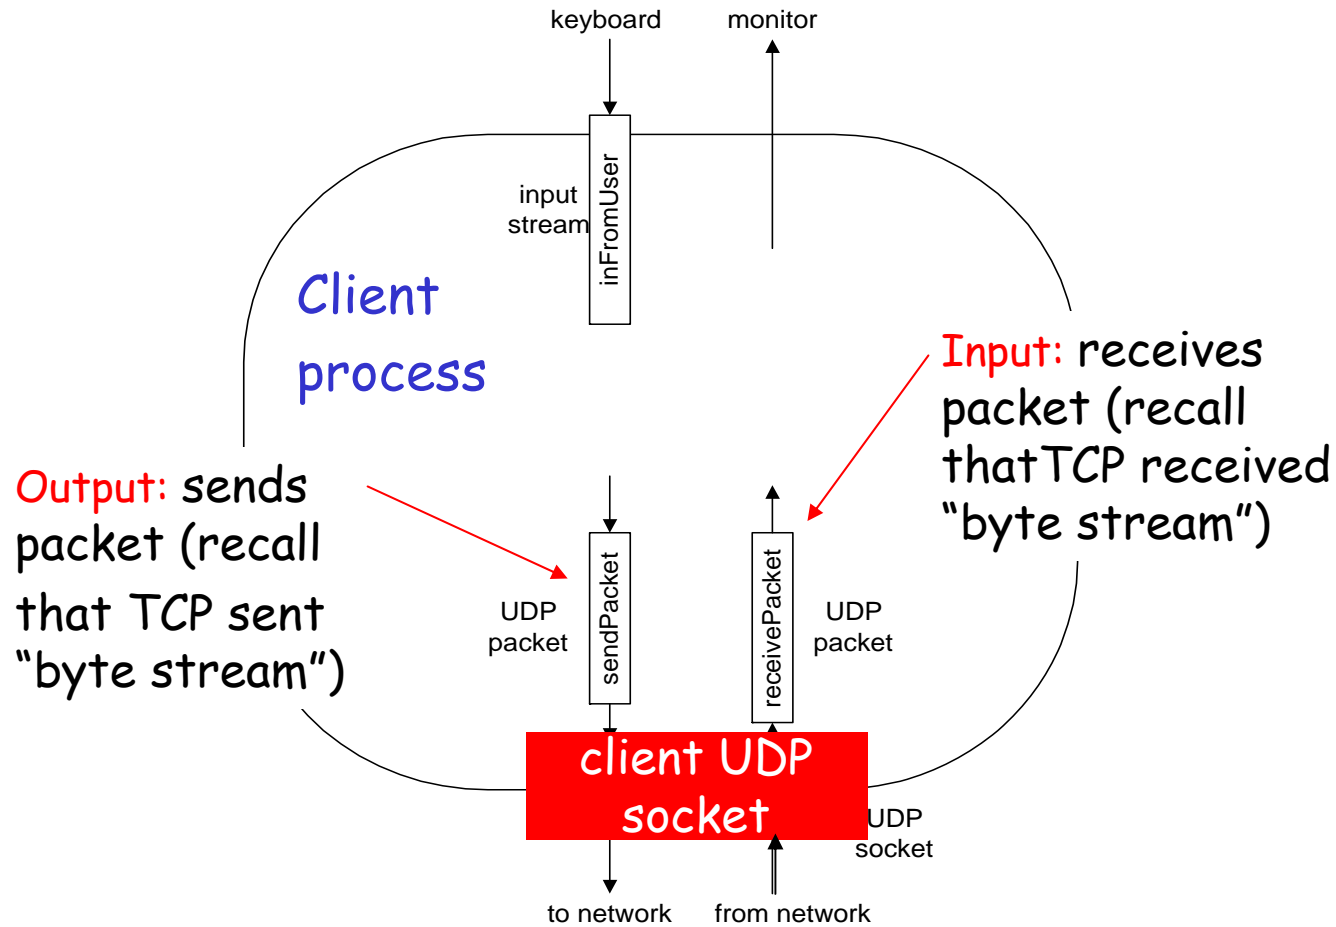 keyboard
monitor
input
stream
inFromUser
Client
process
Input: receives
packet (recall
thatTCP received
“byte stream”)
Output: sends
packet (recall
that TCP sent
“byte stream”)
UDP
packet
sendPacket
receivePacket
UDP
packet
client UDP
socket
UDP
socket
to network
from network